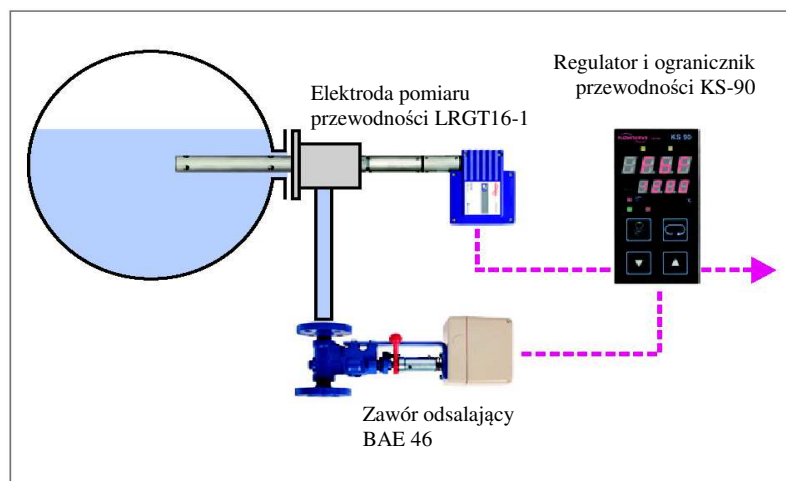 Regulator i ogranicznik
przewodności KS-90
Elektroda pomiaru
przewodności LRGT16-1
KS 90
Zawór odsalający
BAE 46